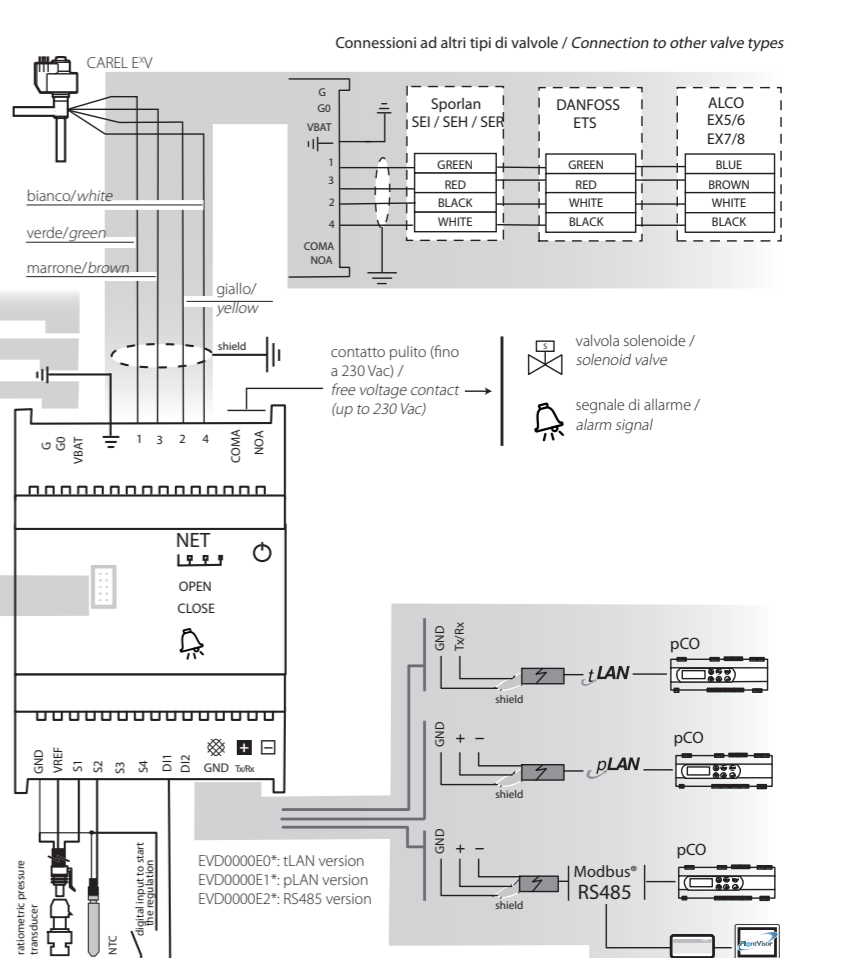 Connessioni ad altri tipi di valvole / Connection to other valve types
CAREL EXV
G
G0
VBAT
1
3
2
4
COMA
NOA
Sporlan
SEI / SEH / SER
GREEN
RED
BLACK
WHITE
DANFOSS
ETS
GREEN
RED
WHITE
BLACK
ALCO
EX5/6
EX7/8
BLUE
BROWN
WHITE
BLACK
bianco/white
verde/green
marrone/brown
giallo/
yellow
shield
contatto pulito (fino
a 230 Vac) /
free voltage contact
(up to 230 Vac)
S
valvola solenoide /
solenoid valve
segnale di allarme /
alarm signal
G
G0
VBAT
1
3
2
4
COMA
NOA
NET
OPEN
CLOSE
GND
VREF
S1
S2
S3
S4
DI1
DI2
GND
Tx/Rx
GND
Tx/Rx
shield
tLAN
pCO
GND
+
−
shield
pLAN
pCO
GND
+
−
shield
Modbus®
RS485
pCO
PlantVisor
EVD0000E0*: tLAN version
EVD0000E1*: pLAN version
EVD0000E2*: RS485 version
ratiometric pressure
transducer
NTC
digital input to start
the regulation